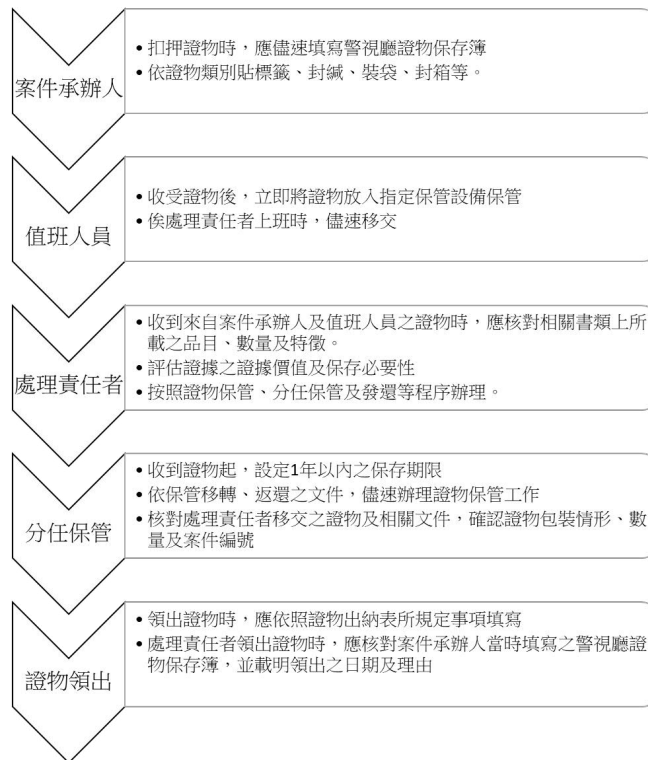 案件承辦人
• 扣押證物時，應儘速填寫警視廳證物保存簿
• 依證物類別貼標籤、封緘、裝袋、封箱等。
值班人員
• 收受證物後，立即將證物放入指定保管設備保管
• 俟處理責任者上班時，儘速移交
處理責任者
• 收到來自案件承辦人及值班人員之證物時，應核對相關書類上所
載之品目、數量及特徵。
• 評估證據之證據價值及保存必要性
• 按照證物保管、分任保管及發還等程序辦理。
分任保管
• 收到證物起，設定1年以內之保存期限
• 依保管移轉、返還之文件，儘速辦理證物保管工作
• 核對處理責任者移交之證物及相關文件，確認證物包裝情形、數
量及案件編號
證物領出
• 領出證物時，應依照證物出納表所規定事項填寫
• 處理責任者領出證物時，應核對案件承辦人當時填寫之警視廳證
物保存簿，並載明領出之日期及理由